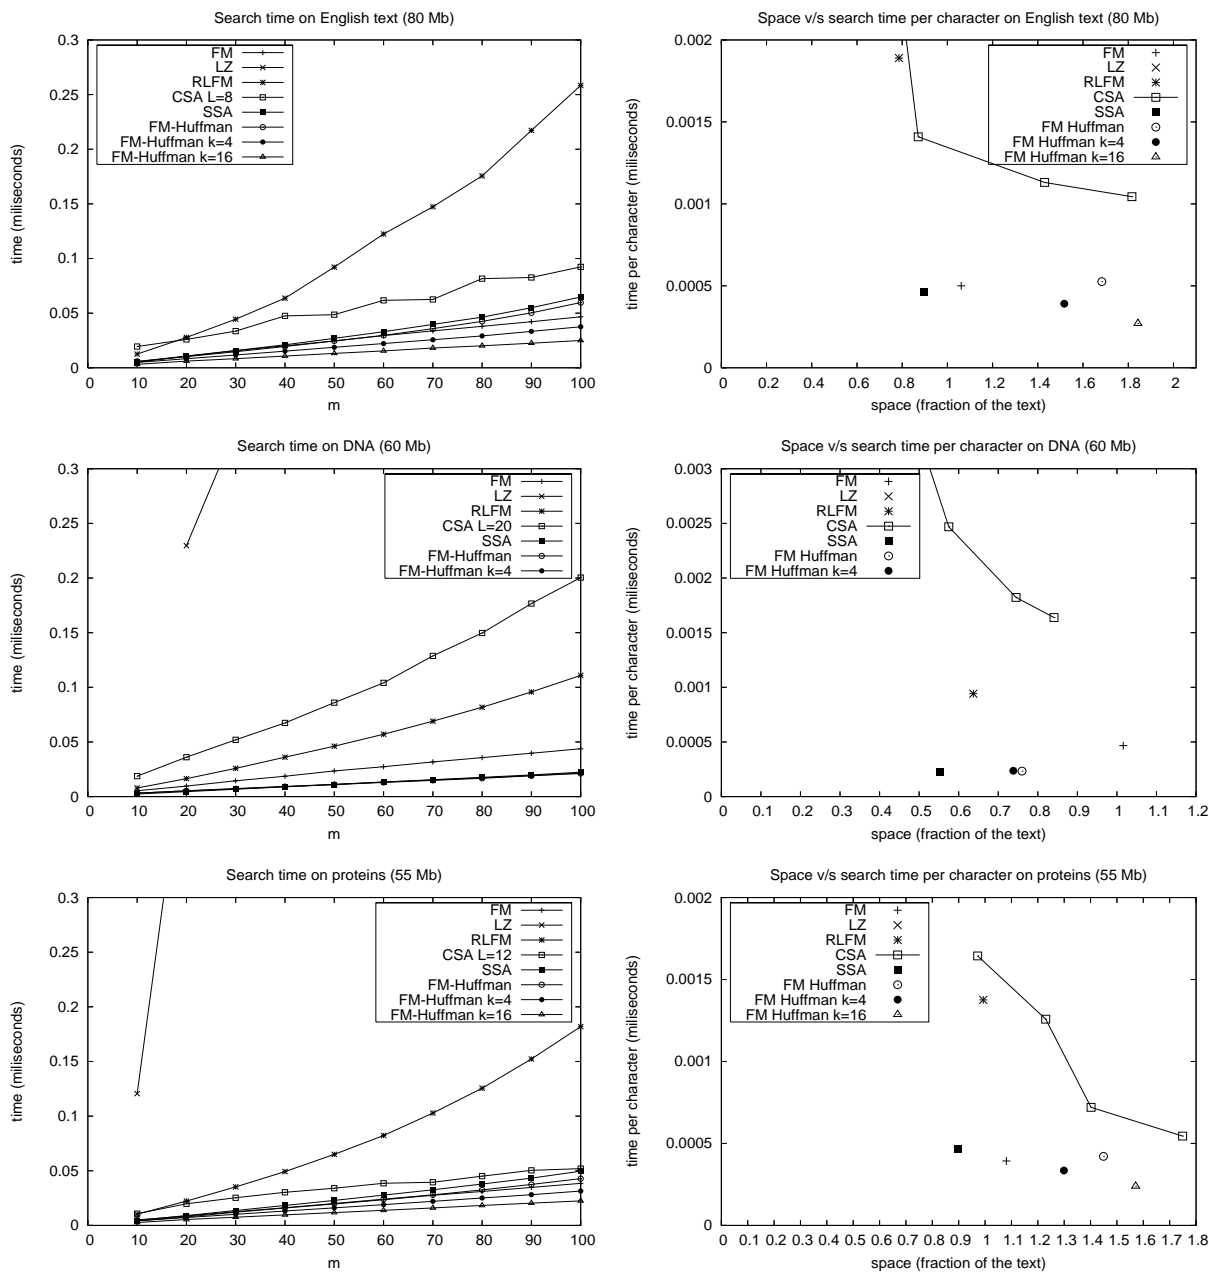 Search time on English text (80 Mb)
0.3
0.25
0.2
0.15
0.1
0.05
0
time (miliseconds)
FM
LZ
RLFM
CSA L=8
SSA
FM-Huffman
FM-Huffman k=4
FM-Huffman k=16
0 10 20 30 40 50 60 70 80 90 100
m
Space v/s search time per character on English text (80 Mb)
0.002
0.0015
0.001
0.0005
0
time per character (miliseconds)
FM
LZ
RLFM
CSA
SSA
FM Huffman
FM Huffman k=4
FM Huffman k=16
0 0.2 0.4 0.6 0.8 1 1.2 1.4 1.6 1.8 2
space (fraction of the text)
Search time on DNA (60 Mb)
0.3
0.25
0.2
0.15
0.1
0.05
0
time (miliseconds)
FM
LZ
RLFM
CSA L=20
SSA
FM-Huffman
FM-Huffman k=4
0 10 20 30 40 50 60 70 80 90 100
m
Space v/s search time per character on DNA (60 Mb)
0.003
0.0025
0.002
0.0015
0.001
0.0005
0
time per character (miliseconds)
FM
LZ
RLFM
CSA
SSA
FM Huffman
FM Huffman k=4
0 0.1 0.2 0.3 0.4 0.5 0.6 0.7 0.8 0.9 1 1.1 1.2
space (fraction of the text)
Search time on proteins (55 Mb)
0.3
0.25
0.2
0.15
0.1
0.05
0
time (miliseconds)
FM
LZ
RLFM
CSA L=12
SSA
FM-Huffman
FM-Huffman k=4
FM-Huffman k=16
0 10 20 30 40 50 60 70 80 90 100
m
Space v/s search time per character on proteins (55 Mb)
0.002
0.0015
0.001
0.0005
0
time per character (miliseconds)
FM
LZ
RLFM
CSA
SSA
FM Huffman
FM Huffman k=4
FM Huffman k=16
0 0.1 0.2 0.3 0.4 0.5 0.6 0.7 0.8 0.9 1 1.1 1.2 1.3 1.4 1.5 1.6 1.7 1.8
space (fraction of the text)